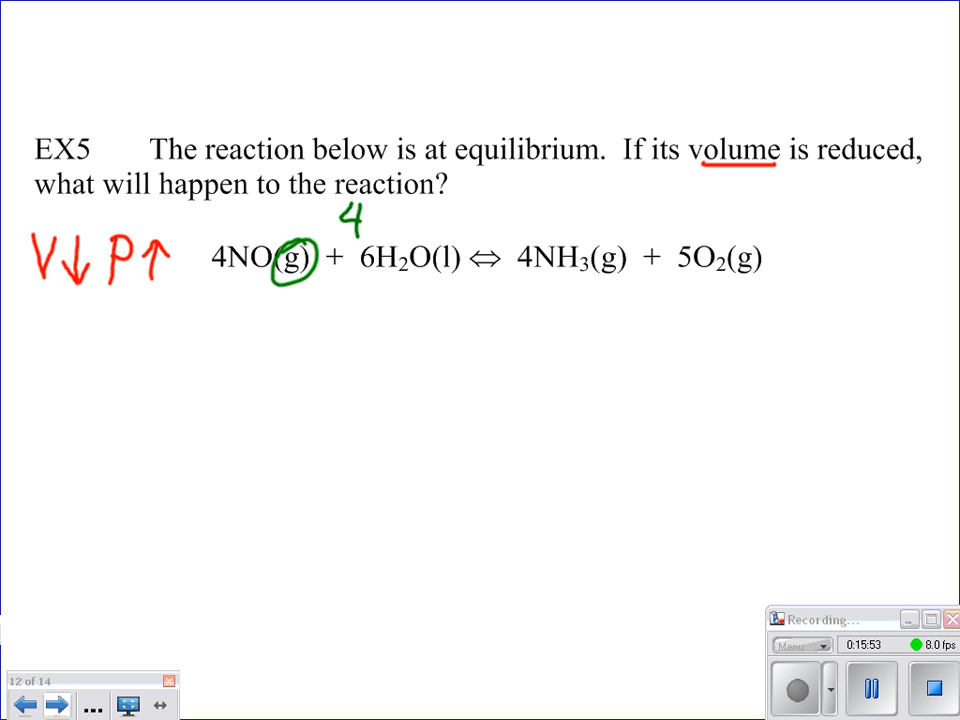 EX5 The reaction below is at equilibrium. If its volume is reduced,
what will happen to the reaction?
4
V↓ P↑ 4NO(g) + 6H₂O(l) ⇔ 4NH₃(g) + 5O₂(g)
Recording...
Menu 0:15:53 8.0 fps
12 of 14